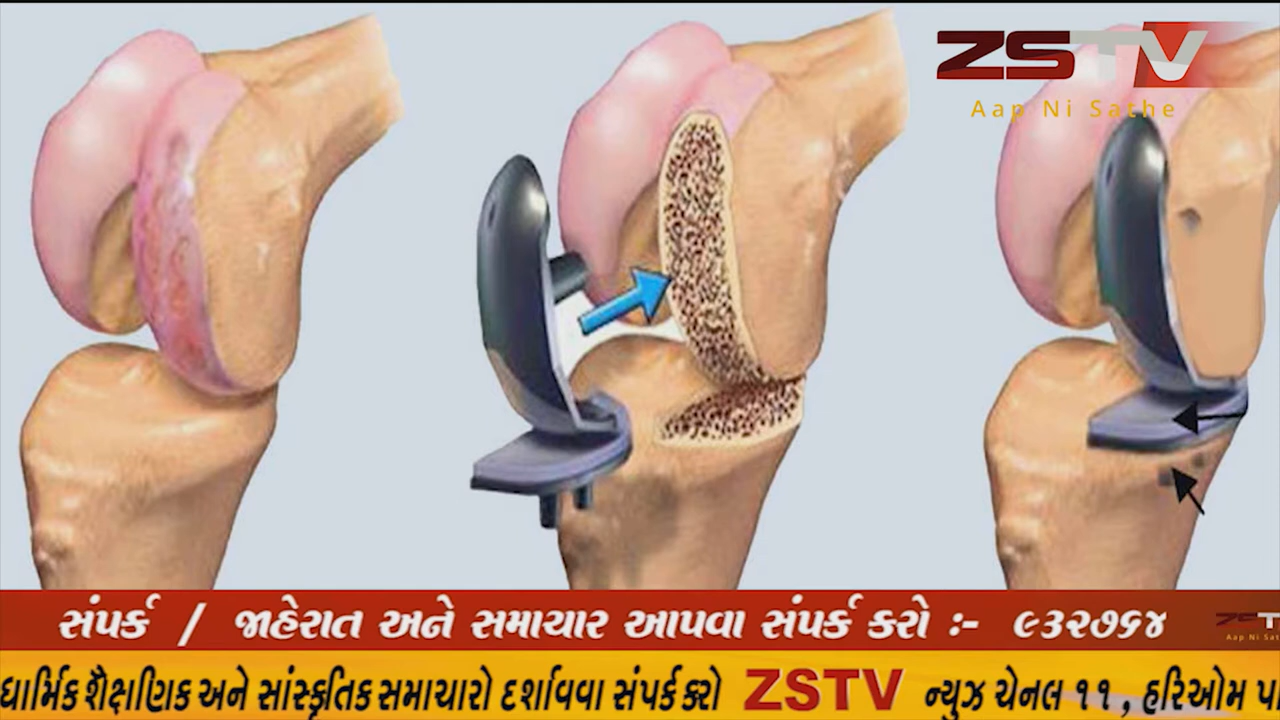 ZSTV
Aap Ni Sathe
સંપર્ક / જાહેરાત અને સમાચાર આપવા સંપર્ક કરો :- ૯૩૨૭૬૪
ધાર્મિક શૈક્ષણિક અને સાંસ્કૃતિક સમાચારો દર્શાવવા સંપર્ક કરો ZSTV ન્યુઝ ચેનલ ૧૧ , હરિઓમ